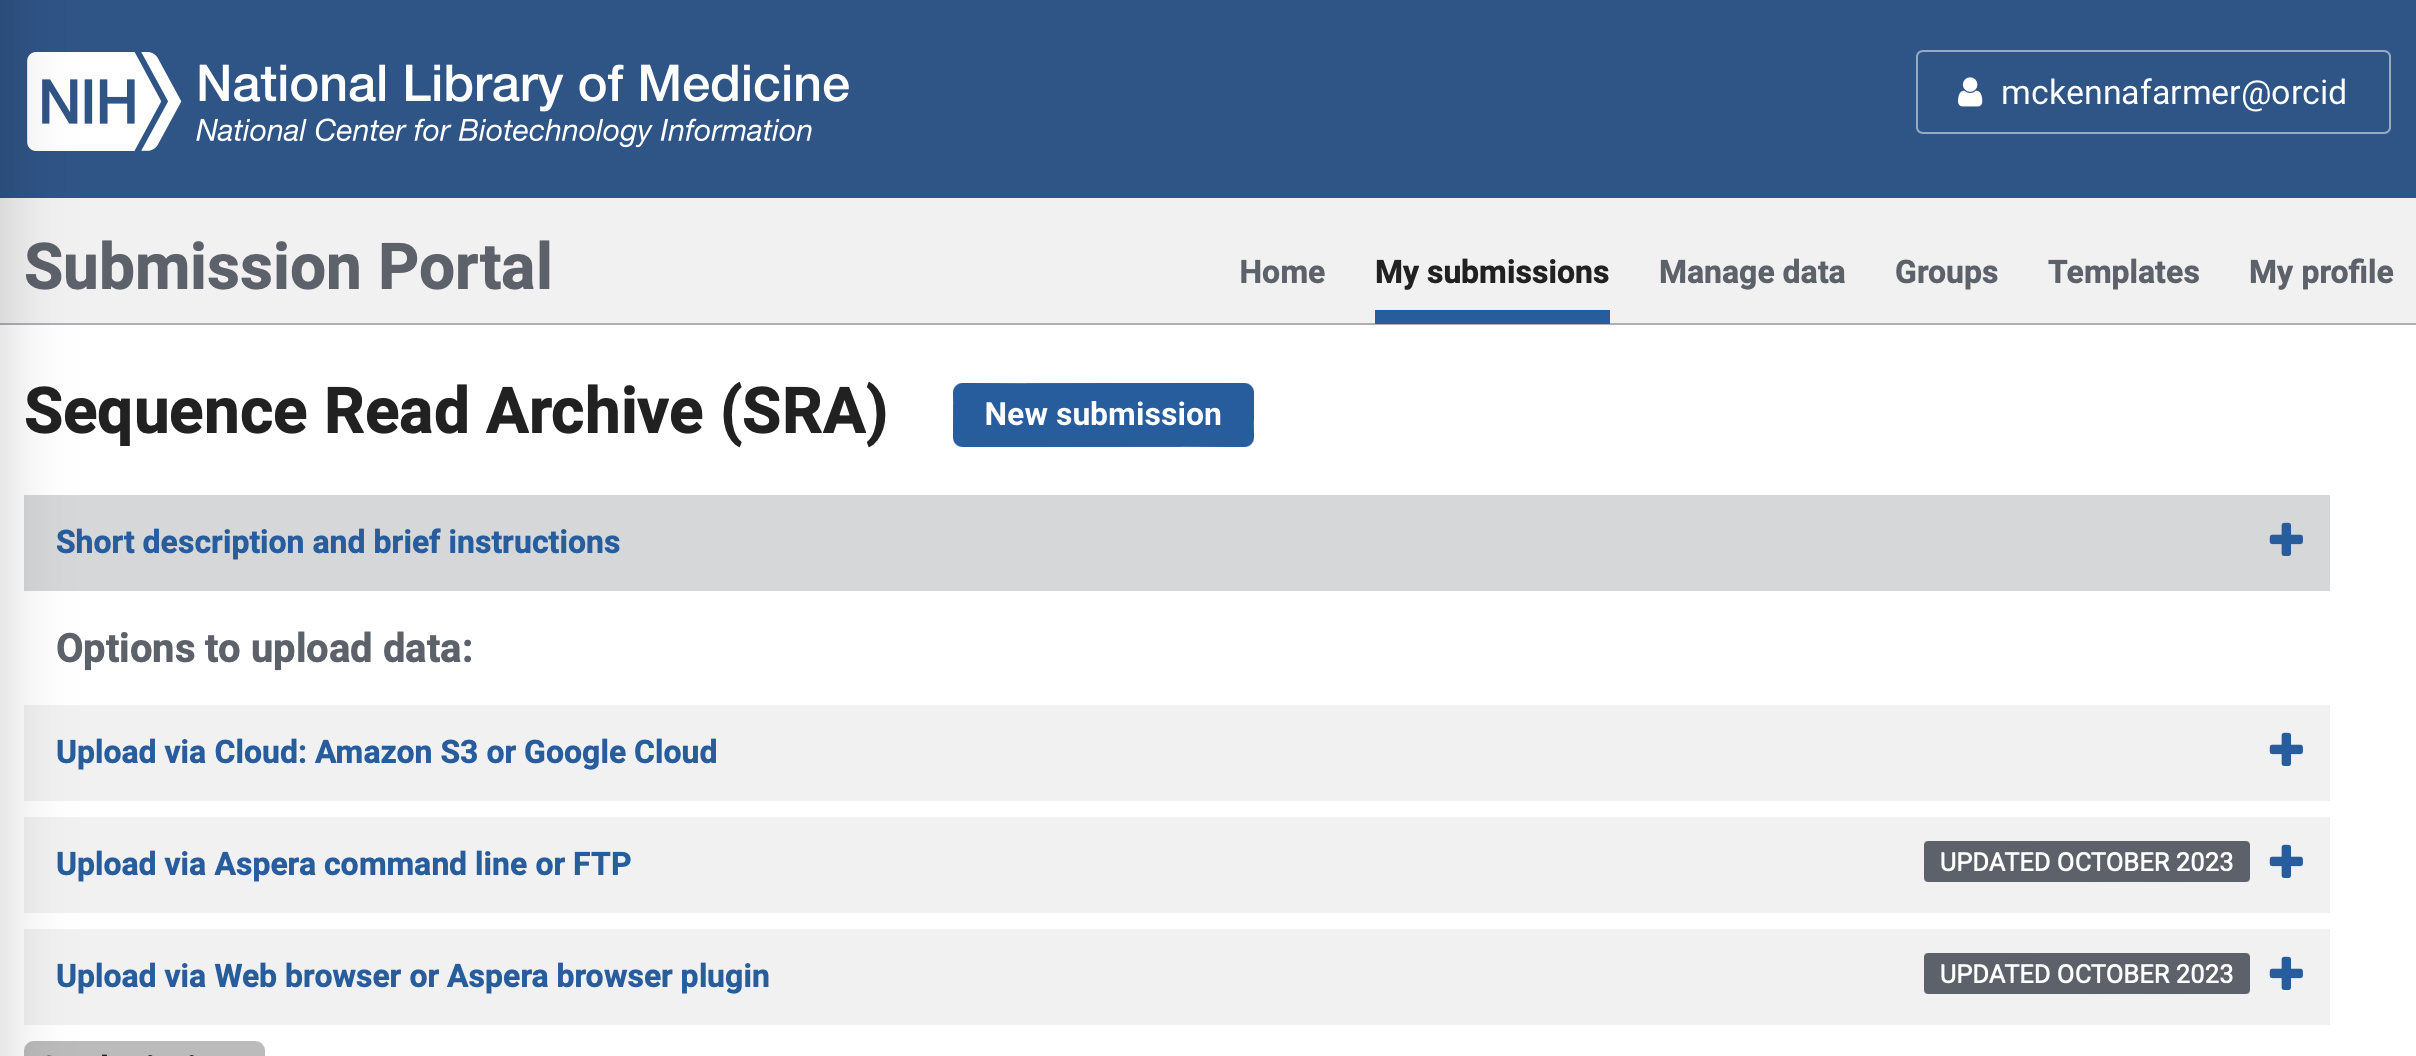 NIH
National Library of Medicine
National Center for Biotechnology Information
mckennafarmer@orcid
Submission Portal
Home My submissions Manage data Groups Templates My profile
Sequence Read Archive (SRA) New submission
Short description and brief instructions
Options to upload data:
Upload via Cloud: Amazon S3 or Google Cloud
Upload via Aspera command line or FTP UPDATED OCTOBER 2023
Upload via Web browser or Aspera browser plugin UPDATED OCTOBER 2023